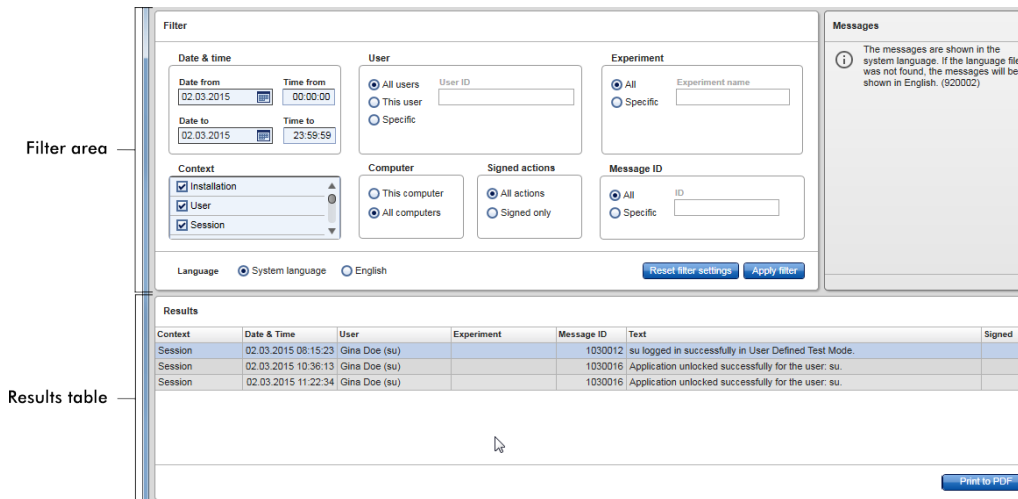 Filter
Messages
Date & time
User
Experiment
The messages are shown in the
system language. If the language file
was not found, the messages will be
shown in English. (920002)
Date from
Time from
02.03.2015
00:00:00
Date to
Time to
02.03.2015
23:59:59
All users
User ID
This user
Specific
All
Experiment name
Specific
Filter area
Context
Computer
Signed actions
Message ID
Installation
User
Session
This computer
All computers
All actions
Signed only
All
ID
Specific
Language
System language
English
Reset filter settings
Apply filter
Results
Context Date & Time User Experiment Message ID Text Signed
Session 02.03.2015 08:15:23 Gina Doe (su) 1030012 su logged in successfully in User Defined Test Mode.
Session 02.03.2015 10:36:13 Gina Doe (su) 1030016 Application unlocked successfully for the user: su.
Session 02.03.2015 11:22:34 Gina Doe (su) 1030016 Application unlocked successfully for the user: su.
Results table
Print to PDF